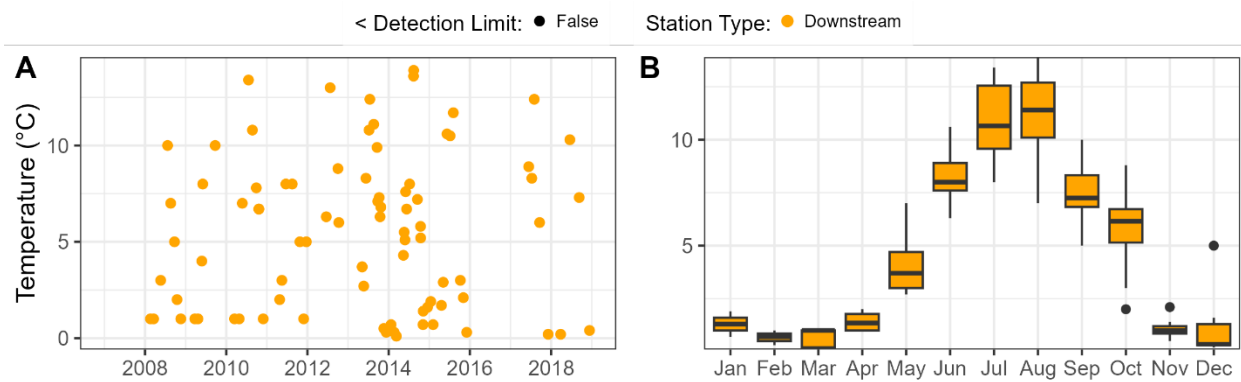 < Detection Limit: False Station Type: Downstream
A B
Temperature (°C)
10
5
0
2008 2010 2012 2014 2016 2018
10
5
Jan Feb Mar Apr May Jun Jul Aug Sep Oct Nov Dec